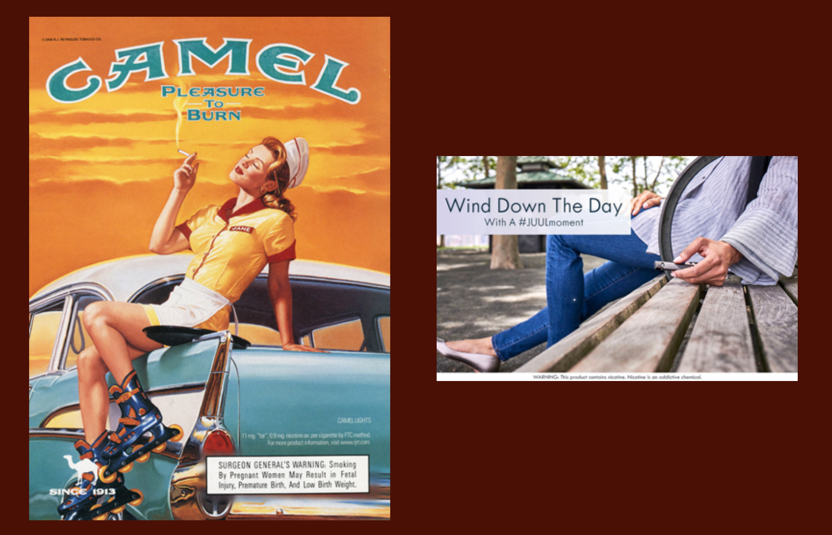 CAMEL
PLEASURE
TO
BURN
JANE
CAMEL LIGHTS
11 mg. "tar", 0.9 mg. nicotine av. per cigarette by FTC method.
For more product information, visit www.rjrt.com
SURGEON GENERAL'S WARNING: Smoking
By Pregnant Women May Result in Fetal
Injury, Premature Birth, And Low Birth Weight.
SINCE 1913
Wind Down The Day
With A #JUULmoment
WARNING: This product contains nicotine. Nicotine is an addictive chemical.